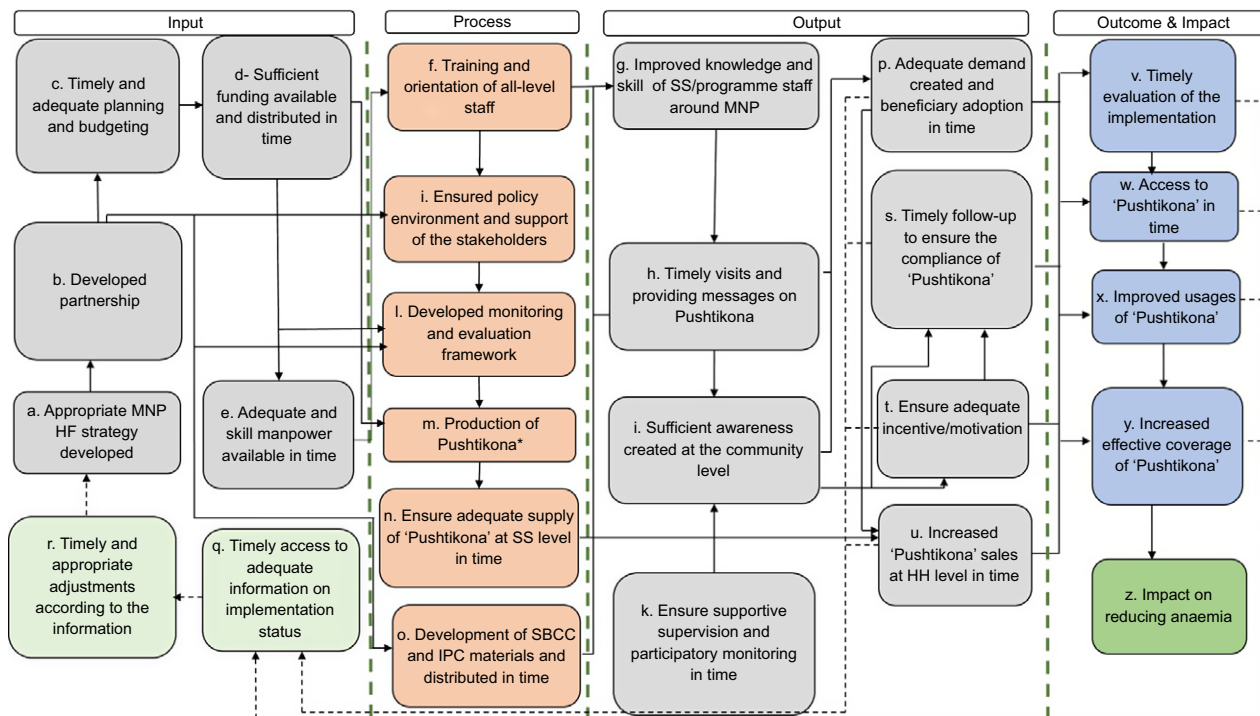 Input
Process
Output
Outcome & Impact
c. Timely and
adequate planning
and budgeting
d- Sufficient
funding available
and distributed in
time
b. Developed
partnership
a. Appropriate MNP
HF strategy
developed
e. Adequate and
skill manpower
available in time
r. Timely and
appropriate
adjustments
according to the
information
q. Timely access to
adequate
information on
implementation
status
f. Training and
orientation of all-level
staff
i. Ensured policy
environment and support
of the stakeholders
l. Developed monitoring
and evaluation
framework
m. Production of
Pushtikona*
n. Ensure adequate supply
of 'Pushtikona' at SS level
in time
o. Development of SBCC
and IPC materials and
distributed in time
g. Improved knowledge and
skill of SS/programme staff
around MNP
h. Timely visits and
providing messages on
Pushtikona
i. Sufficient awareness
created at the community
level
k. Ensure supportive
supervision and
participatory monitoring in
time
p. Adequate demand
created and
beneficiary adoption
in time
s. Timely follow-up
to ensure the
compliance of
'Pushtikona'
t. Ensure adequate
incentive/motivation
u. Increased
'Pushtikona' sales
at HH level in time
v. Timely
evaluation of the
implementation
w. Access to
'Pushtikona' in
time
x. Improved usages
of 'Pushtikona'
y. Increased
effective coverage
of 'Pushtikona'
z. Impact on
reducing anaemia